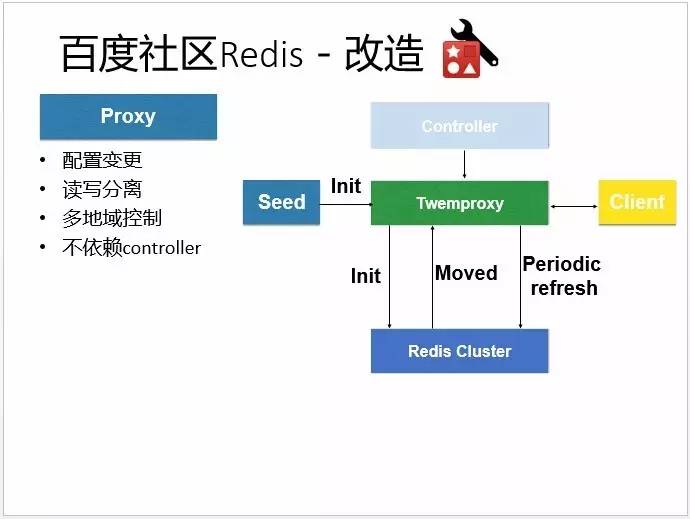 百度社区Redis - 改造
Proxy
• 配置变更
• 读写分离
• 多地域控制
• 不依赖controller
Controller
Seed
Init
Twemproxy
Client
Init
Moved
Periodic
refresh
Redis Cluster